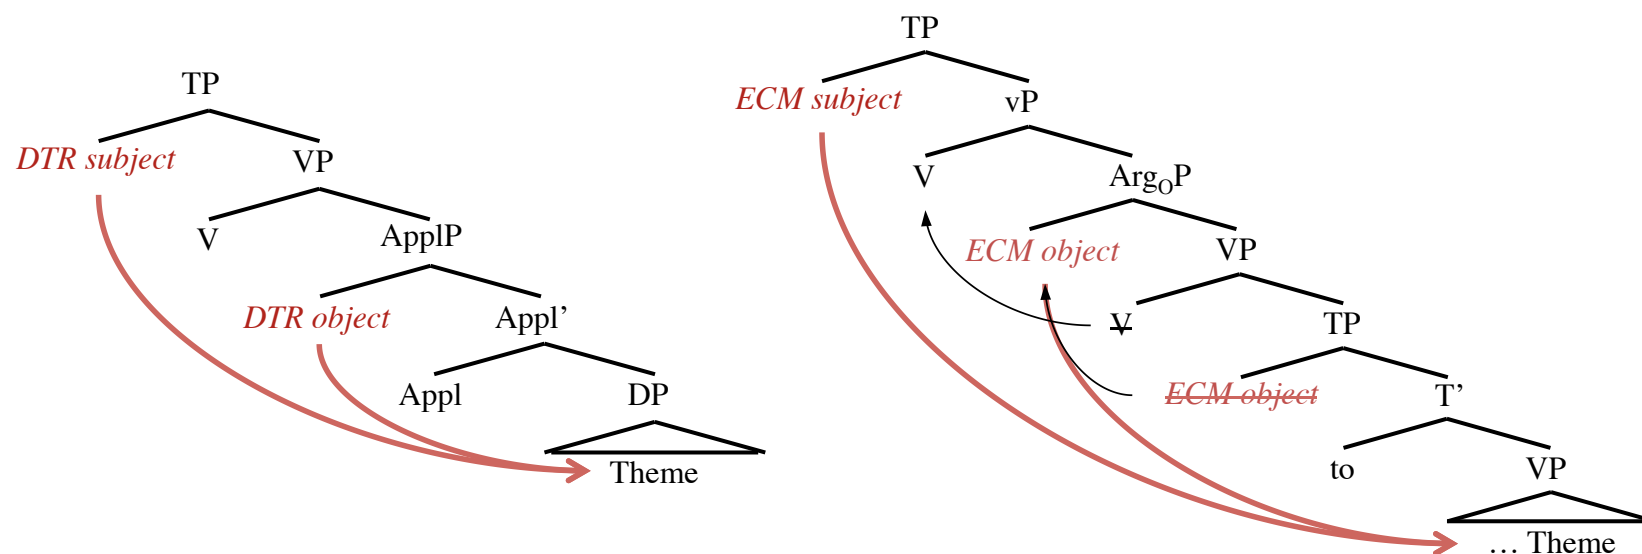 TP
DTR subject
VP
V
ApplP
DTR object
Appl’
Appl
DP
Theme
TP
ECM subject
vP
V
ArgOP
ECM object
VP
V
TP
ECM object
T’
to
VP
… Theme